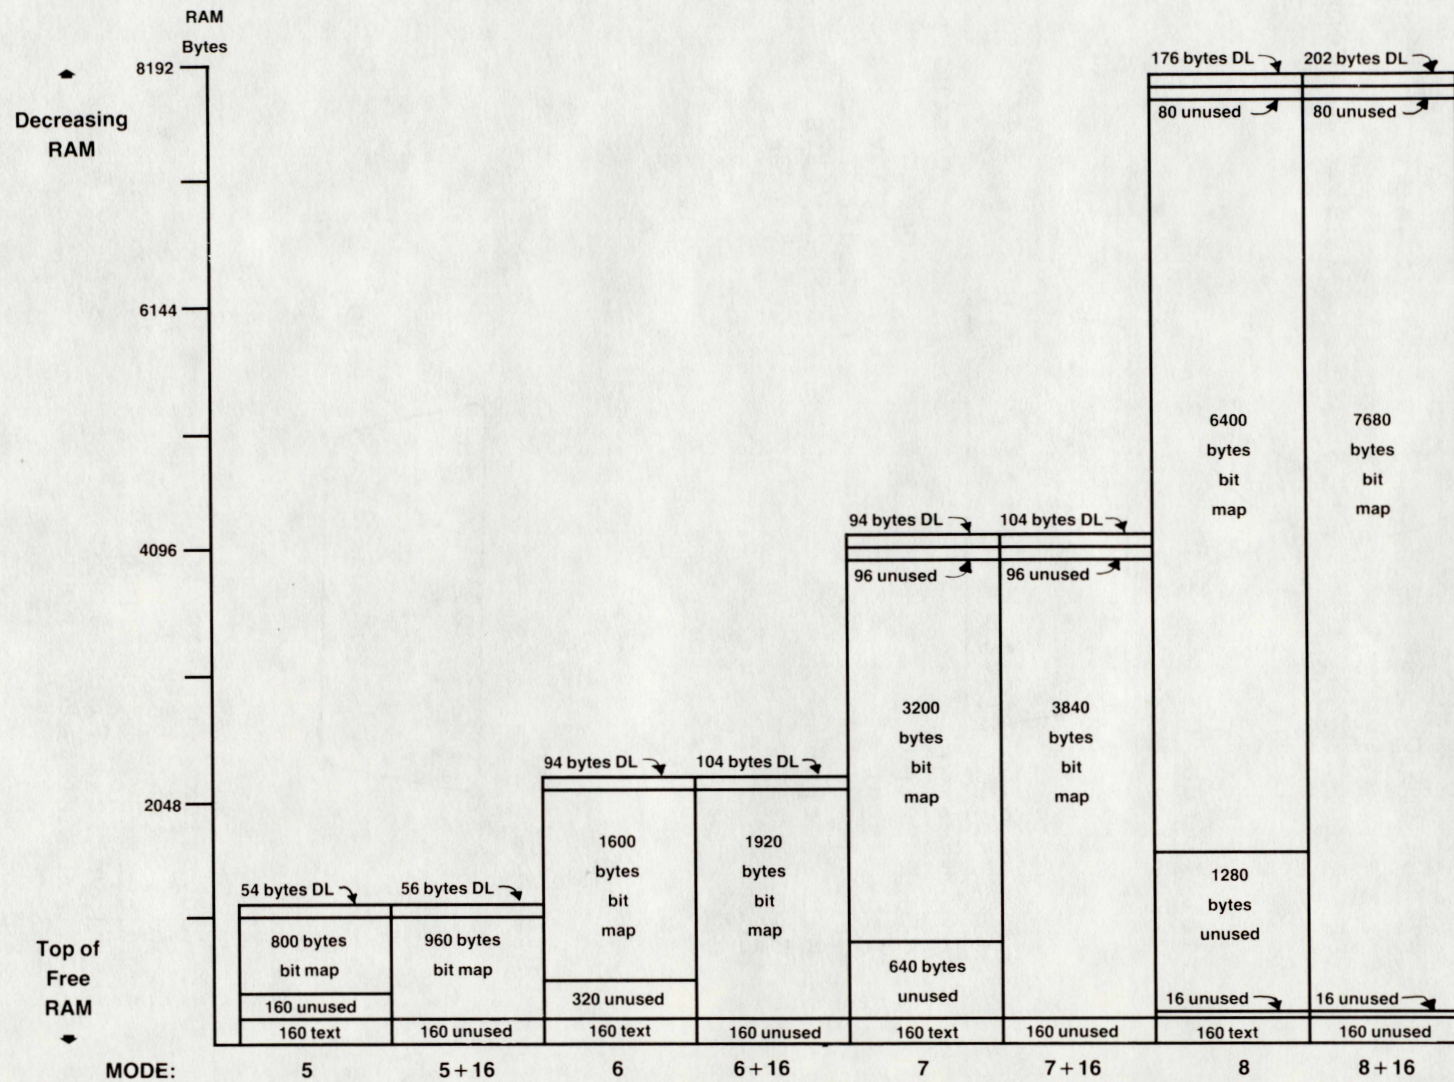 RAM
Bytes
8192
Decreasing
RAM
6144
4096
2048
Top of
Free
RAM
176 bytes DL
202 bytes DL
80 unused
80 unused
6400
bytes
bit
map
7680
bytes
bit
map
94 bytes DL
104 bytes DL
96 unused
96 unused
3200
bytes
bit
map
3840
bytes
bit
map
94 bytes DL
104 bytes DL
1600
bytes
bit
map
1920
bytes
bit
map
54 bytes DL
56 bytes DL
800 bytes
bit map
960 bytes
bit map
1280
bytes
unused
640 bytes
unused
160 unused
320 unused
16 unused
16 unused
160 text
160 unused
160 text
160 unused
160 text
160 unused
160 text
160 unused
MODE: 5 5+16 6 6+16 7 7+16 8 8+16